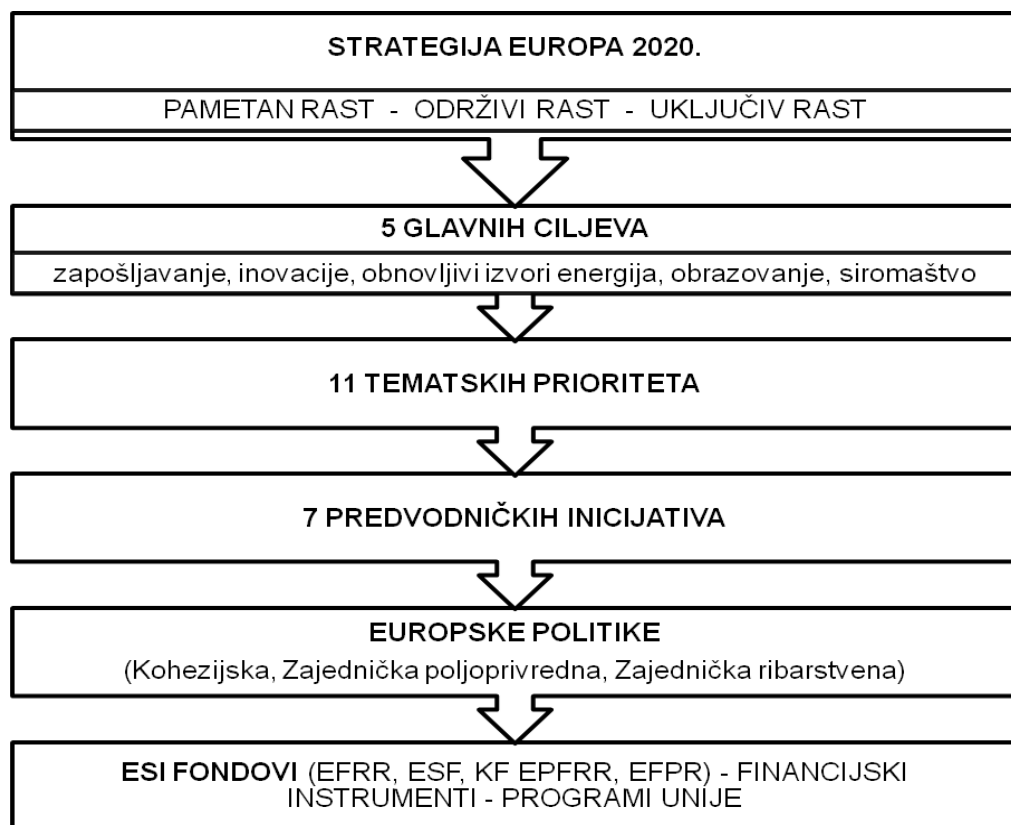 STRATEGIJA EUROPA 2020.
PAMETAN RAST - ODRŽIVI RAST - UKLJUČIV RAST
5 GLAVNIH CILJEVA
zapošljavanje, inovacije, obnovljivi izvori energija, obrazovanje, siromaštvo
11 TEMATSKIH PRIORITETA
7 PREDVODNIČKIH INICIJATIVA
EUROPSKE POLITIKE
(Kohezijska, Zajednička poljoprivredna, Zajednička ribarstvena)
ESI FONDOVI (EFRR, ESF, KF EPFRR, EFPR) - FINANCIJSKI
INSTRUMENTI - PROGRAMI UNIJE